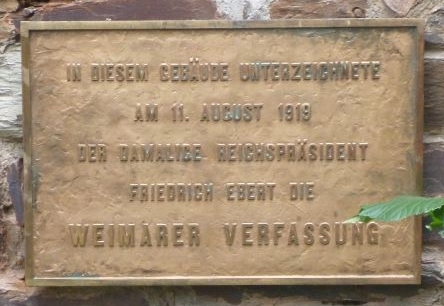 IN DIESEM GEBÄUDE UNTERZEICHNETE
AM 11. AUGUST 1919
DER DAMALIGE REICHSPRÄSIDENT
FRIEDRICH EBERT DIE
WEIMARER VERFASSUNG